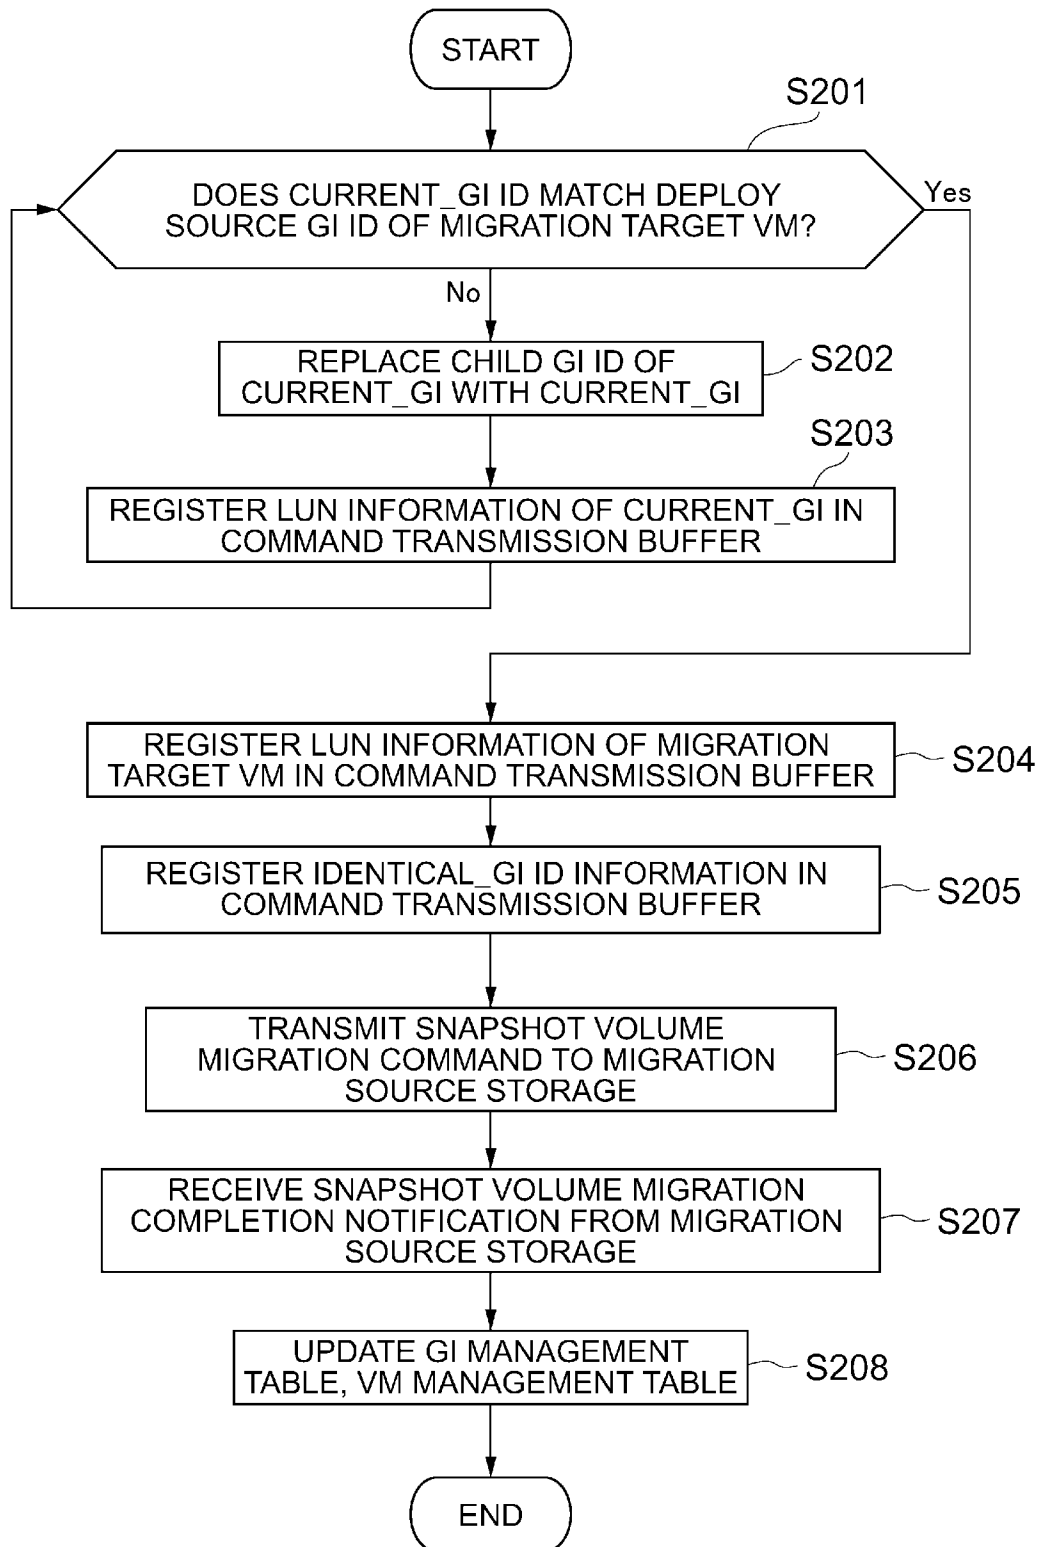 START
S201
DOES CURRENT_GI ID MATCH DEPLOY
SOURCE GI ID OF MIGRATION TARGET VM?
Yes
No
REPLACE CHILD GI ID OF
CURRENT_GI WITH CURRENT_GI
S202
S203
REGISTER LUN INFORMATION OF CURRENT_GI IN
COMMAND TRANSMISSION BUFFER
REGISTER LUN INFORMATION OF MIGRATION
TARGET VM IN COMMAND TRANSMISSION BUFFER
S204
REGISTER IDENTICAL_GI ID INFORMATION IN
COMMAND TRANSMISSION BUFFER
S205
TRANSMIT SNAPSHOT VOLUME
MIGRATION COMMAND TO MIGRATION
SOURCE STORAGE
S206
RECEIVE SNAPSHOT VOLUME MIGRATION
COMPLETION NOTIFICATION FROM MIGRATION
SOURCE STORAGE
S207
UPDATE GI MANAGEMENT
TABLE, VM MANAGEMENT TABLE
S208
END